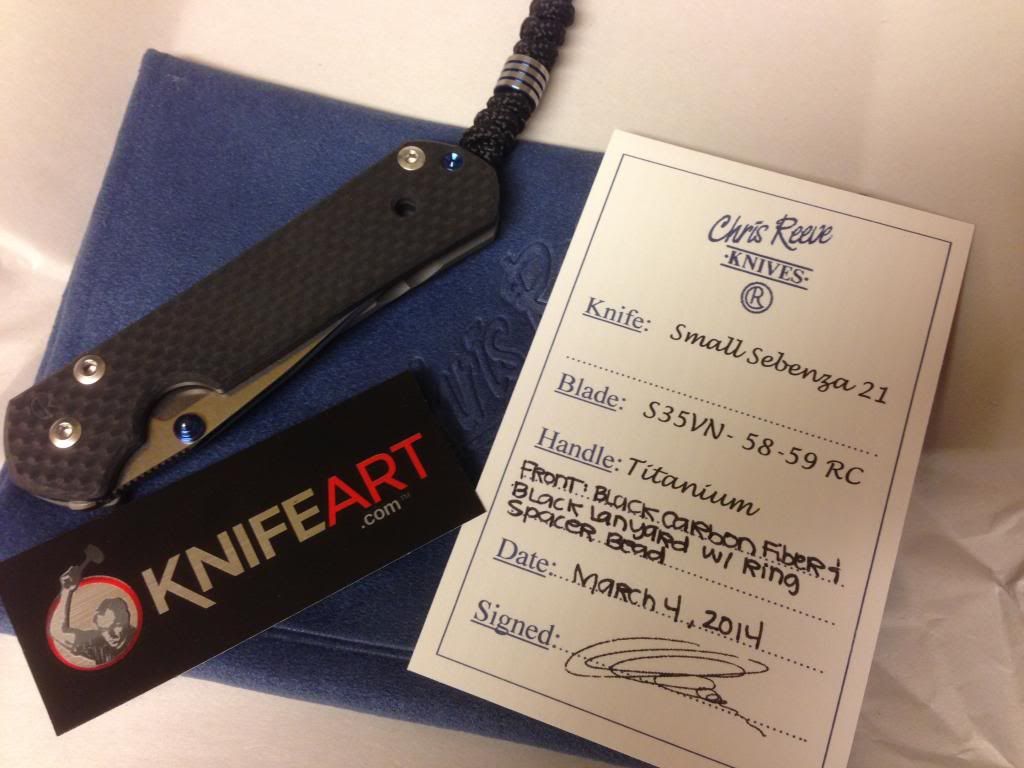 Chris Reeve
·KNIVES·
®
Knife: Small Sebenza 21
Blade: S35VN - 58-59 RC
Handle: Titanium
FRONT: BLACK CARBON FIBER +
BLACK LANYARD W/ RING
SPACER BEAD
Date: MARCH 4, 2014
Signed:
KNIFEART
.com™